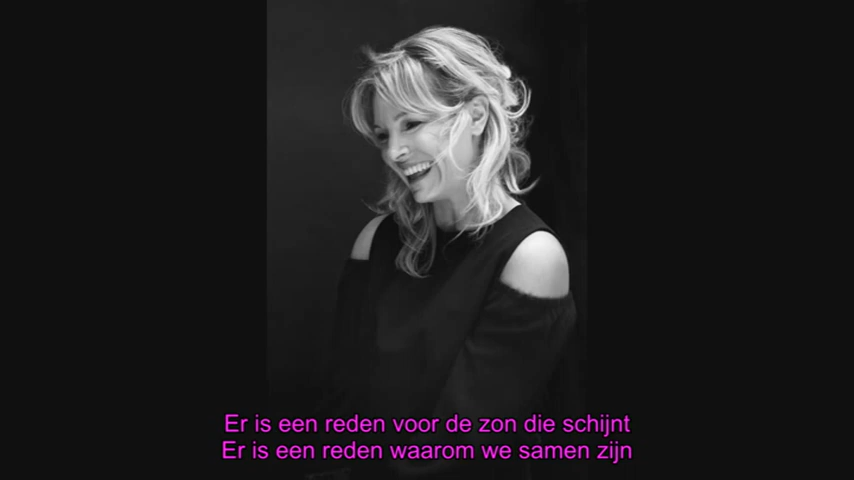 Er is een reden voor de zon die schijnt
Er is een reden waarom we samen zijn